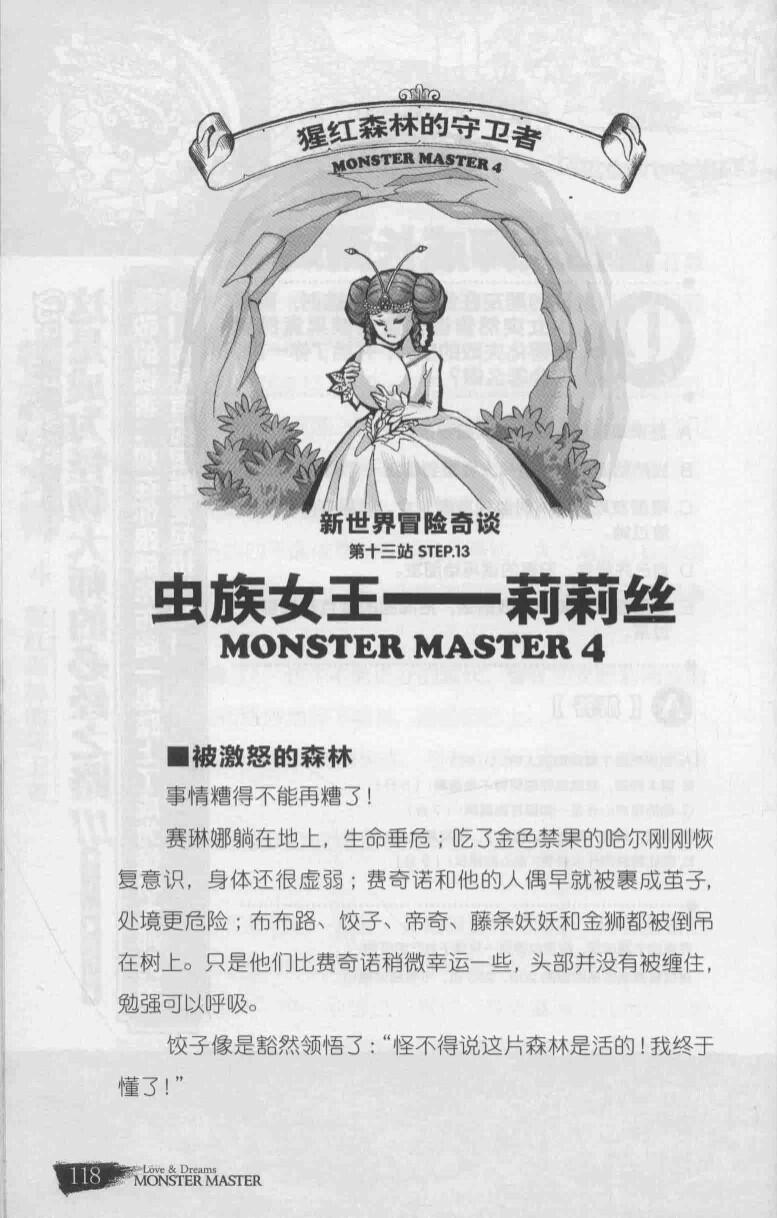 猩红森林的守卫者
MONSTER MASTER 4
新世界冒险奇谈
第十三站 STEP.13
虫族女王——莉莉丝
MONSTER MASTER 4
■被激怒的森林
事情糟得不能再糟了！
赛琳娜躺在地上，生命垂危；吃了金色禁果的哈尔刚刚恢
复意识，身体还很虚弱；费奇诺和他的人偶早就被裹成茧子，
处境更危险；布布路、饺子、帝奇、藤条妖妖和金狮都被倒吊
在树上。只是他们比费奇诺稍微幸运一些，头部并没有被缠住，
勉强可以呼吸。
饺子像是豁然领悟了：“怪不得说这片森林是活的！我终于
懂了！”
118
Love & Dreams
MONSTER MASTER